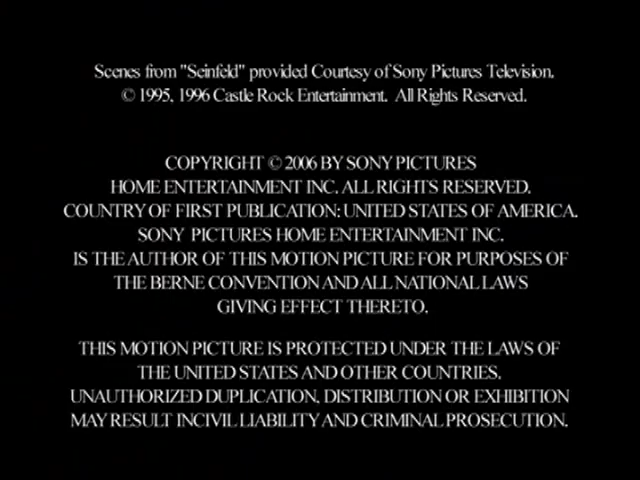 Scenes from "Seinfeld" provided Courtesy of Sony Pictures Television.
© 1995, 1996 Castle Rock Entertainment. All Rights Reserved.
COPYRIGHT © 2006 BY SONY PICTURES
HOME ENTERTAINMENT INC. ALL RIGHTS RESERVED.
COUNTRY OF FIRST PUBLICATION: UNITED STATES OF AMERICA.
SONY PICTURES HOME ENTERTAINMENT INC.
IS THE AUTHOR OF THIS MOTION PICTURE FOR PURPOSES OF
THE BERNE CONVENTION AND ALL NATIONAL LAWS
GIVING EFFECT THERETO.
THIS MOTION PICTURE IS PROTECTED UNDER THE LAWS OF
THE UNITED STATES AND OTHER COUNTRIES.
UNAUTHORIZED DUPLICATION, DISTRIBUTION OR EXHIBITION
MAY RESULT INCIVIL LIABILITY AND CRIMINAL PROSECUTION.